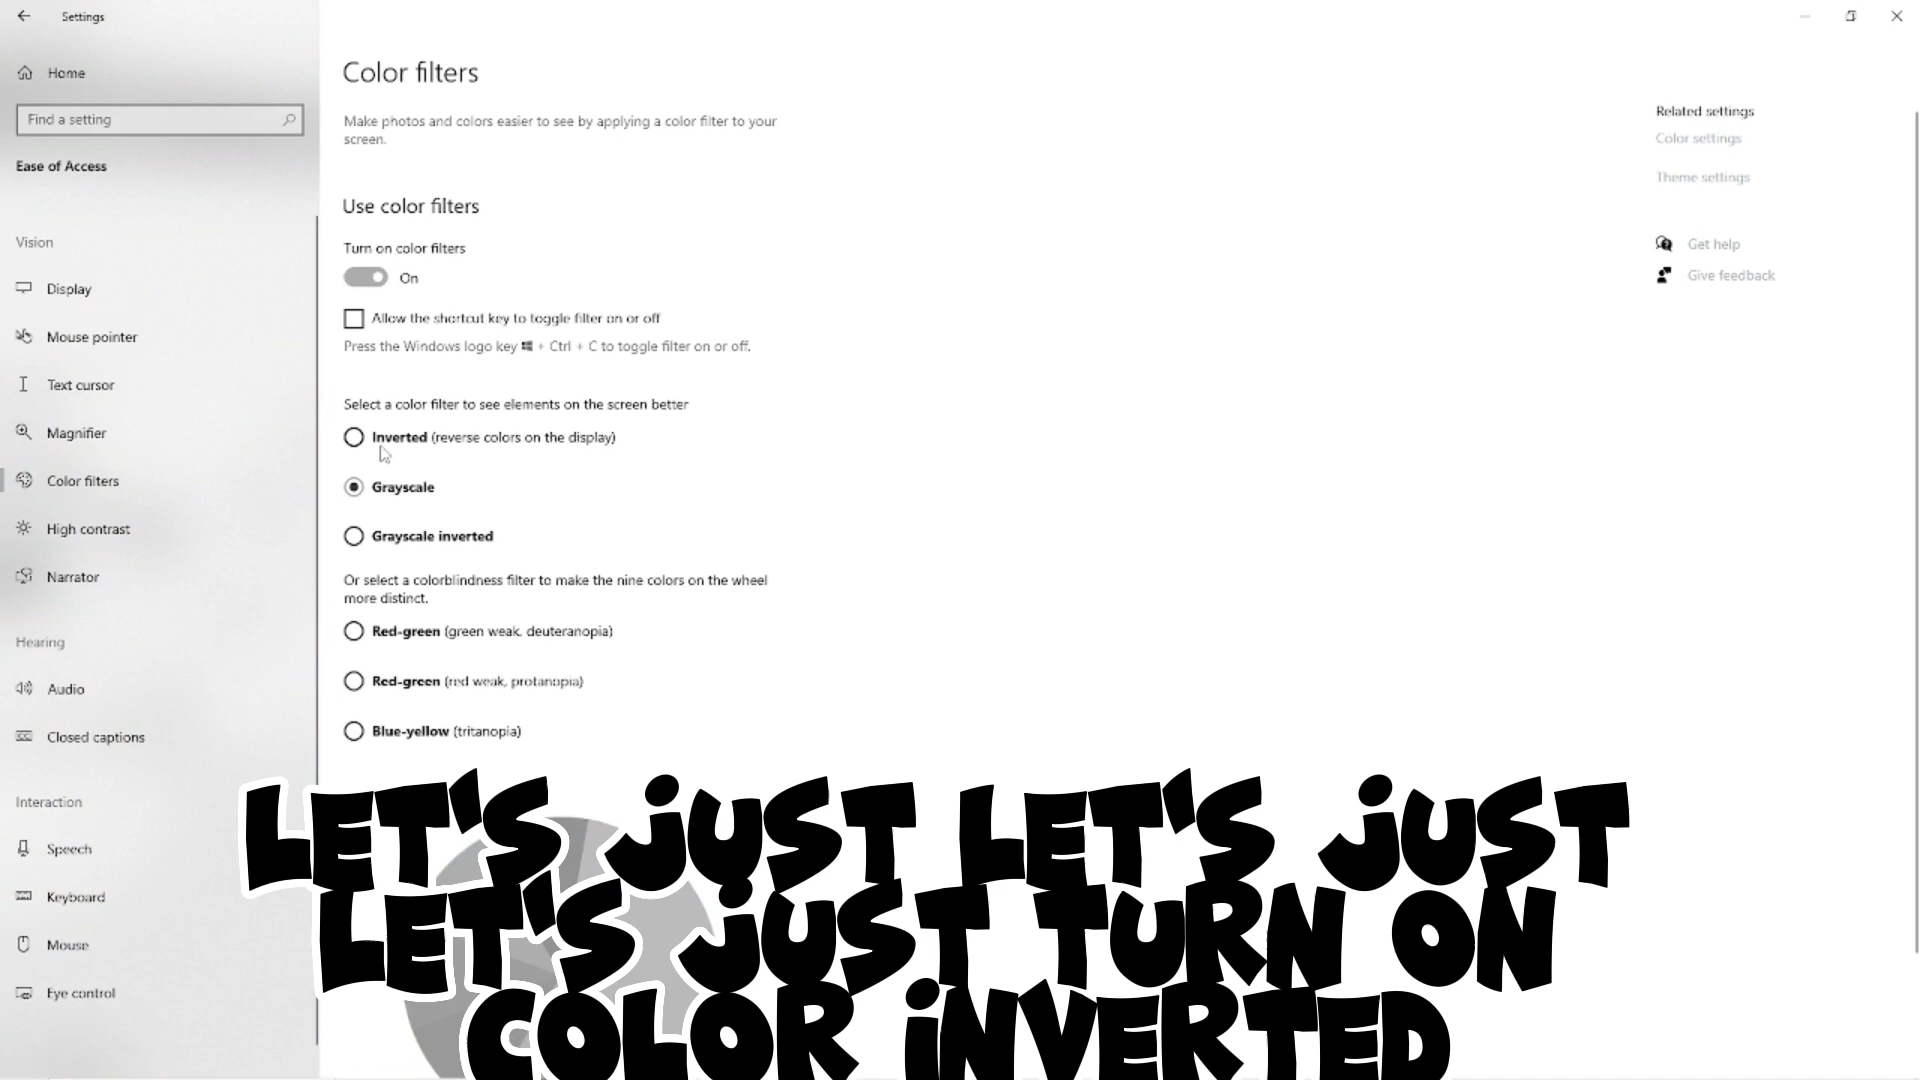 Settings
Home
Find a setting
Ease of Access
Vision
Display
Mouse pointer
Text cursor
Magnifier
Color filters
High contrast
Narrator
Hearing
Audio
Closed captions
Interaction
Speech
Keyboard
Mouse
Eye control
Color filters
Make photos and colors easier to see by applying a color filter to your
screen.
Use color filters
Turn on color filters
On
Allow the shortcut key to toggle filter on or off
Press the Windows logo key + Ctrl + C to toggle filter on or off.
Select a color filter to see elements on the screen better
Inverted (reverse colors on the display)
Grayscale
Grayscale inverted
Or select a colorblindness filter to make the nine colors on the wheel
more distinct.
Red-green (green weak, deuteranopia)
Red-green (red weak, protanopia)
Blue-yellow (tritanopia)
Related settings
Color settings
Theme settings
Get help
Give feedback
LET'S JUST LET'S JUST
LET'S JUST TURN ON
COLOR INVERTED